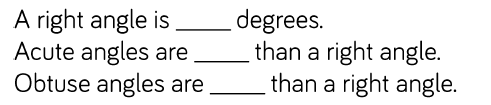 A right angle is _____ degrees.
Acute angles are _____ than a right angle.
Obtuse angles are _____ than a right angle.